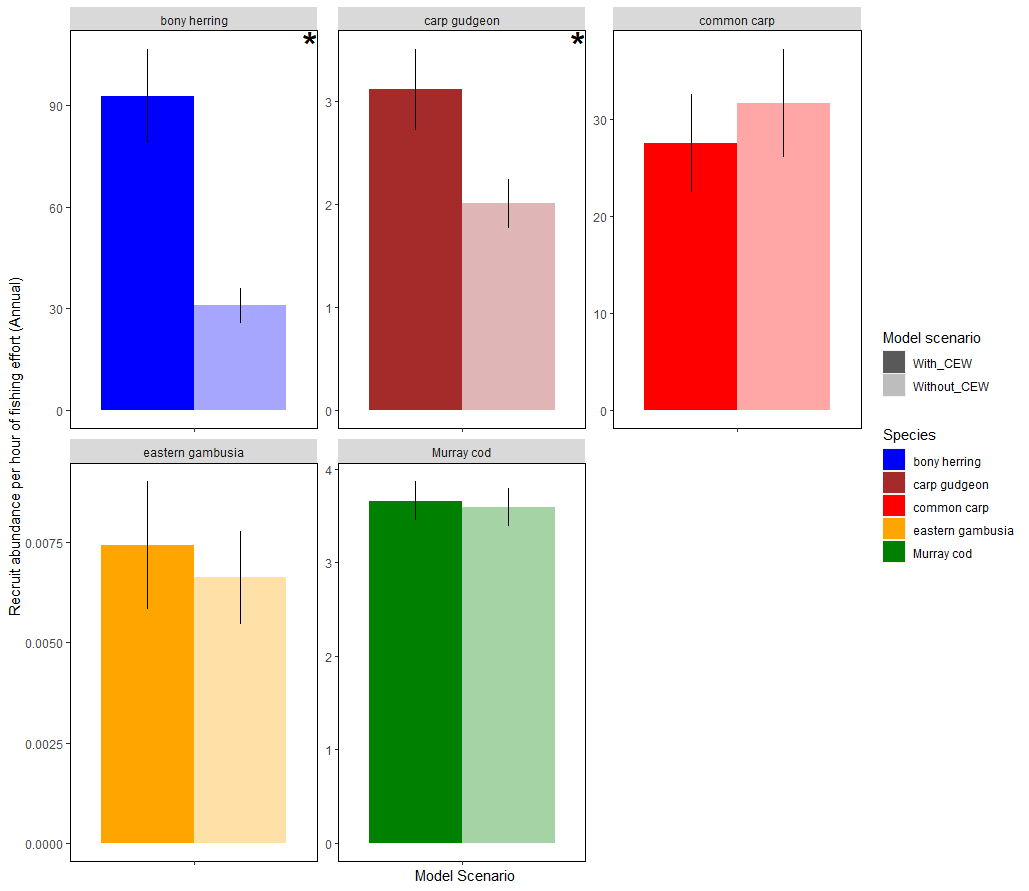 bony herring
carp gudgeon
common carp
*
*
90
60
30
0
3
2
1
0
30
20
10
0
Recruit abundance per hour of fishing effort (Annual)
eastern gambusia
Murray cod
0.0075
0.0050
0.0025
0.0000
4
3
2
1
0
Model Scenario
Model scenario
With_CEW
Without_CEW
Species
bony herring
carp gudgeon
common carp
eastern gambusia
Murray cod